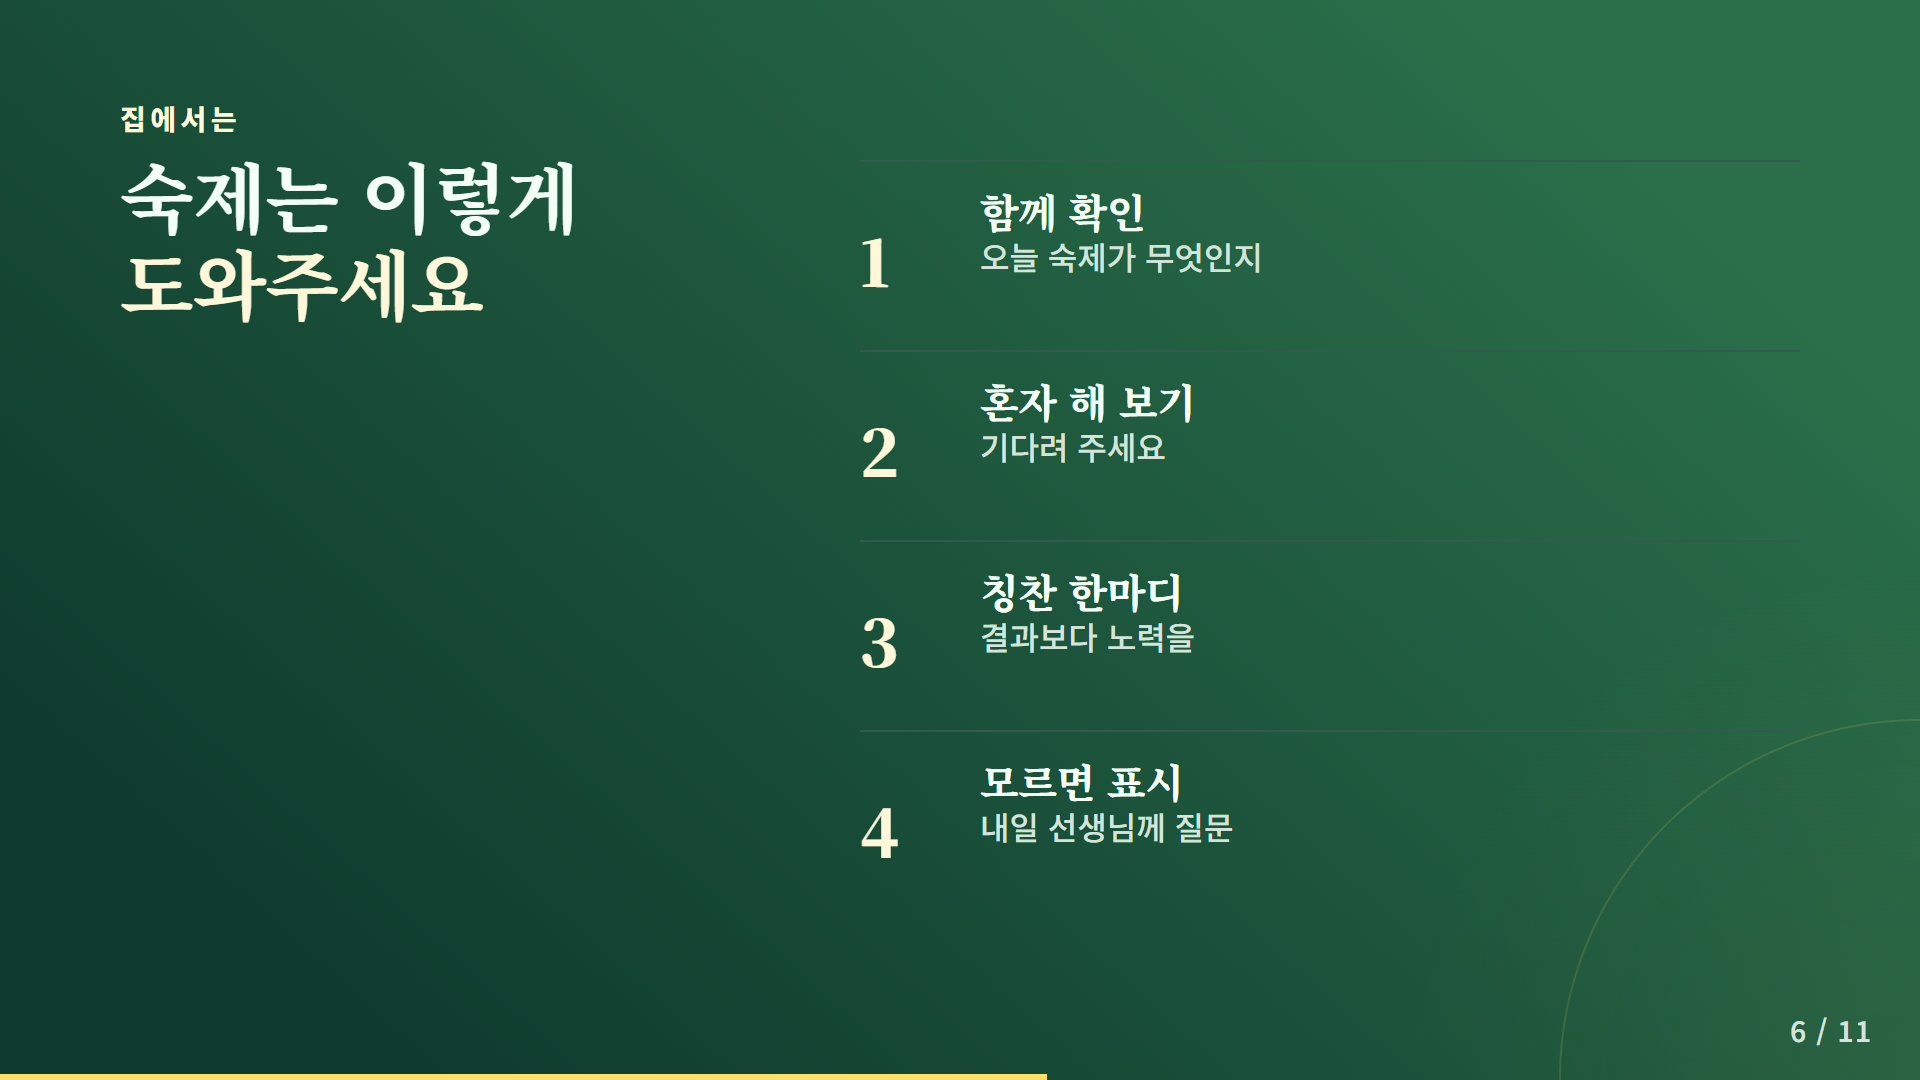 집에서는
숙제는 이렇게
도와주세요
1
함께 확인
오늘 숙제가 무엇인지
2
혼자 해 보기
기다려 주세요
3
칭찬 한마디
결과보다 노력을
4
모르면 표시
내일 선생님께 질문
6 / 11